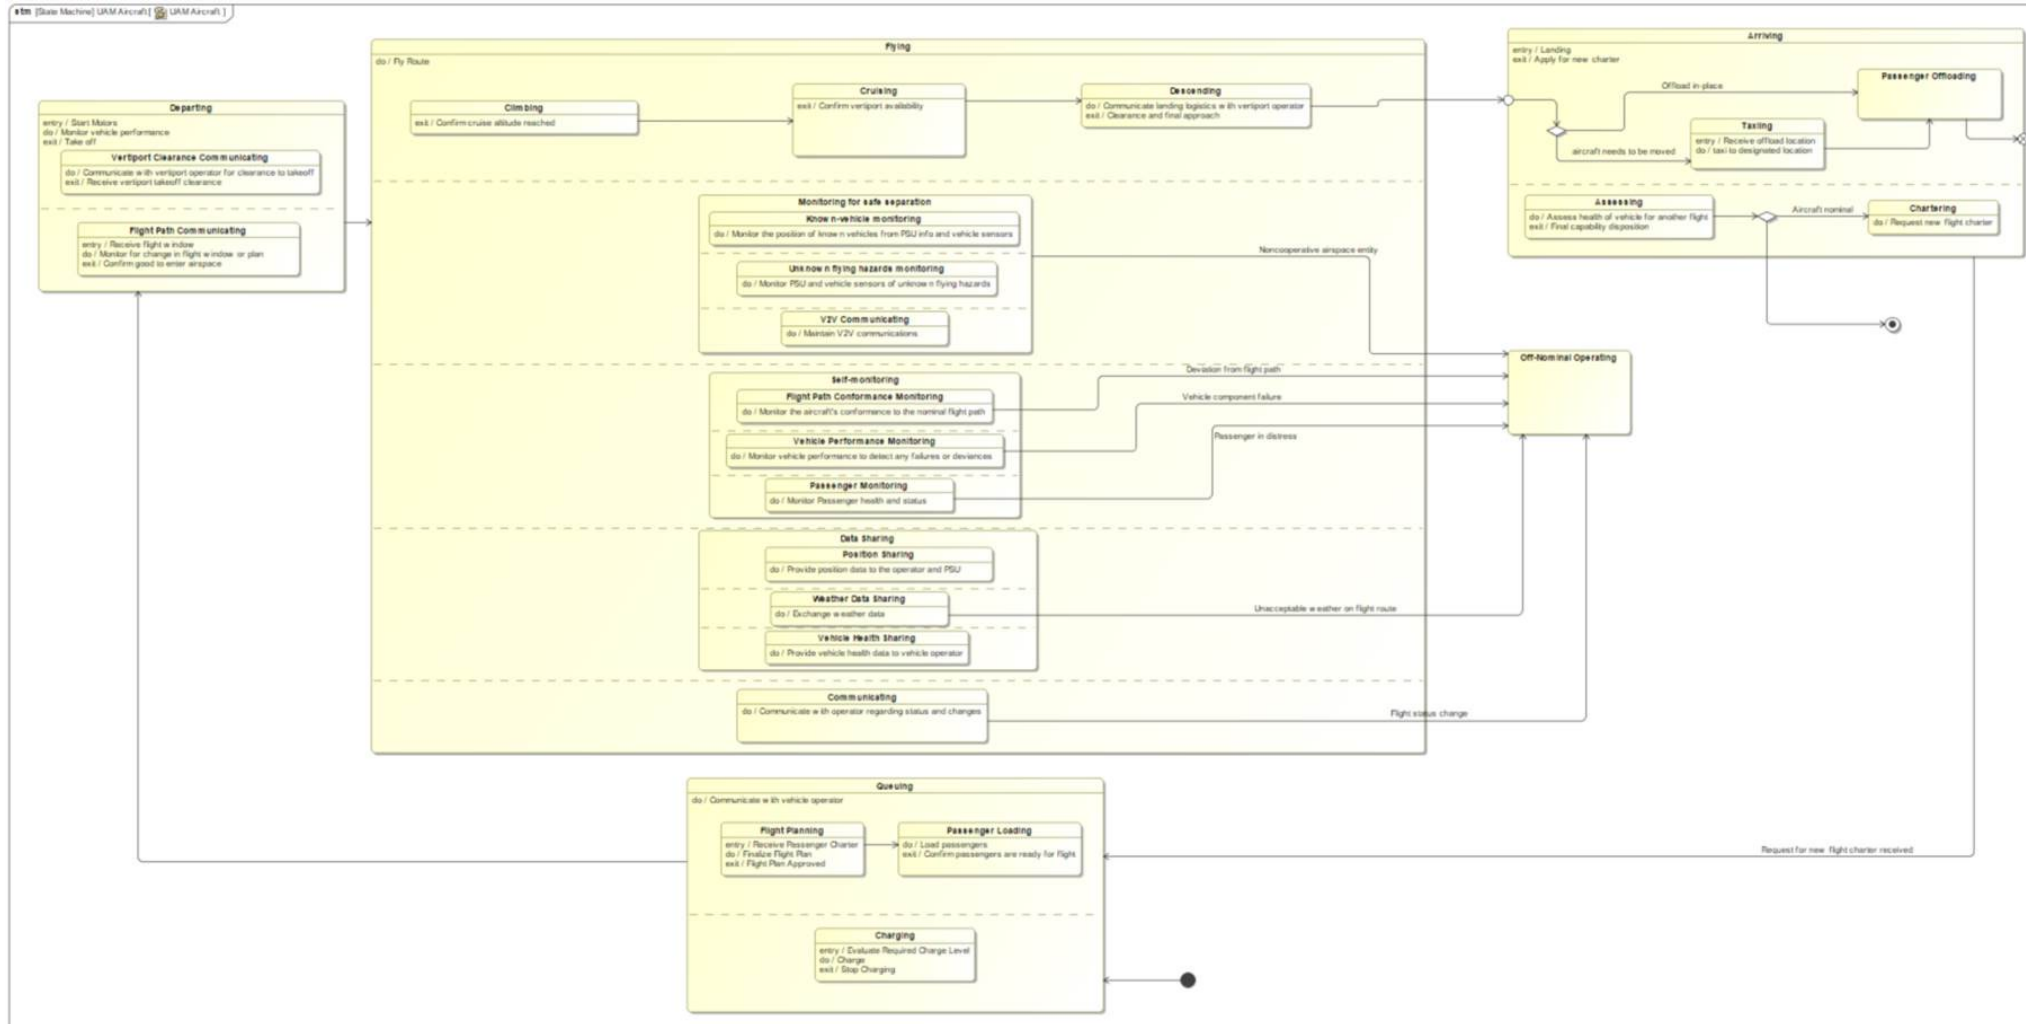 stm [State Machine] UAM Aircraft [ UAM Aircraft ]
Departing
entry / Start Motors
do / Monitor vehicle performance
exit / Take off
Vertiport Clearance Communicating
do / Communicate with vertiport operator for clearance to takeoff
exit / Receive vertiport takeoff clearance
Flight Path Communicating
entry / Receive flight window
do / Monitor for change in flight window or plan
exit / Confirm good to enter airspace
Flying
do / Fly Route
Climbing
exit / Confirm cruise altitude reached
Cruising
exit / Confirm vertiport availability
Descending
do / Communicate landing logistics with vertiport operator
exit / Clearance and final approach
Monitoring for safe separation
Known-vehicle monitoring
do / Monitor the position of known vehicles from PSU info and vehicle sensors
Unknown flying hazards monitoring
do / Monitor PSU and vehicle sensors of unknown flying hazards
V2V Communicating
do / Maintain V2V communications
Noncooperative airspace entity
Self-monitoring
Flight Path Conformance Monitoring
do / Monitor the aircraft's conformance to the nominal flight path
Vehicle Performance Monitoring
do / Monitor vehicle performance to detect any failures or deviances
Passenger Monitoring
do / Monitor Passenger health and status
Deviation from flight path
Vehicle component failure
Passenger in distress
Data Sharing
Position Sharing
do / Provide position data to the operator and PSU
Weather Data Sharing
do / Exchange weather data
Vehicle Health Sharing
do / Provide vehicle health data to vehicle operator
Unacceptable weather on flight route
Communicating
do / Communicate with operator regarding status and changes
Flight status change
Arriving
entry / Landing
exit / Apply for new charter
Offload in place
Passenger Offloading
aircraft needs to be moved
Taxiing
entry / Receive offload location
do / taxi to designated location
Assessing
do / Assess health of vehicle for another flight
exit / Final capability disposition
Aircraft nominal
Chartering
do / Request new flight charter
Off-Nominal Operating
Request for new flight charter received
Queuing
do / Communicate with vehicle operator
Flight Planning
entry / Receive Passenger Charter
do / Finalize Flight Plan
exit / Flight Plan Approved
Passenger Loading
do / Load passengers
exit / Confirm passengers are ready for flight
Charging
entry / Evaluate Required Charge Level
do / Charge
exit / Stop Charging